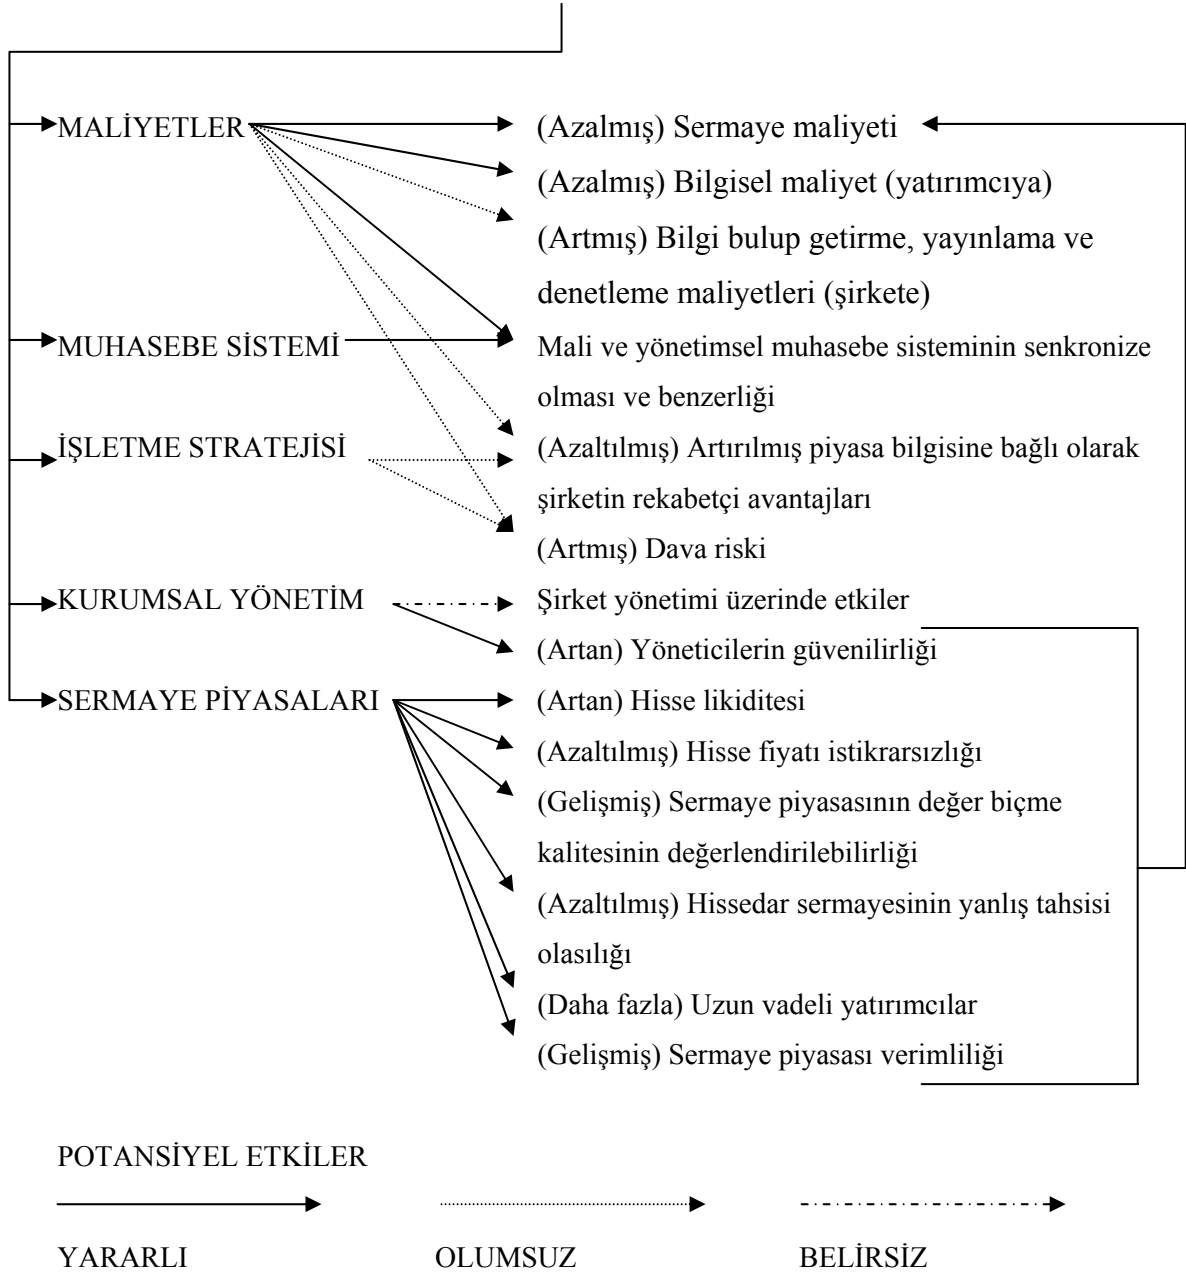 MALİYETLER
(Azalmış) Sermaye maliyeti
(Azalmış) Bilgisel maliyet (yatırımcıya)
(Artmış) Bilgi bulup getirme, yayınlama ve
denetleme maliyetleri (şirkete)
MUHASEBE SİSTEMİ
Mali ve yönetimsel muhasebe sisteminin senkronize
olması ve benzerliği
İŞLETME STRATEJİSİ
(Azaltılmış) Artırılmış piyasa bilgisine bağlı olarak
şirketin rekabetçi avantajları
(Artmış) Dava riski
KURUMSAL YÖNETİM
Şirket yönetimi üzerinde etkiler
(Artan) Yöneticilerin güvenilirliği
SERMAYE PİYASALARI
(Artan) Hisse likiditesi
(Azaltılmış) Hisse fiyatı istikrarsızlığı
(Gelişmiş) Sermaye piyasasının değer biçme
kalitesinin değerlendirilebilirliği
(Azaltılmış) Hissedar sermayesinin yanlış tahsisi
olasılığı
(Daha fazla) Uzun vadeli yatırımcılar
(Gelişmiş) Sermaye piyasası verimliliği
POTANSİYEL ETKİLER
YARARLI
OLUMSUZ
BELİRSİZ